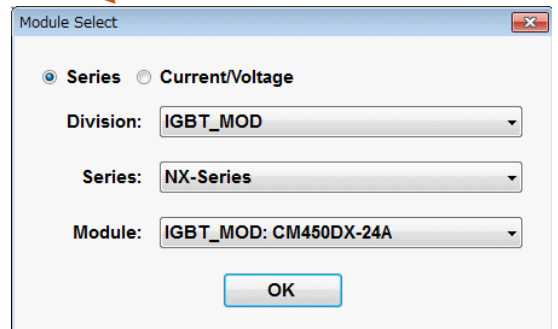 Module Select
Series Current/Voltage
Division: IGBT_MOD
Series: NX-Series
Module: IGBT_MOD: CM450DX-24A
OK